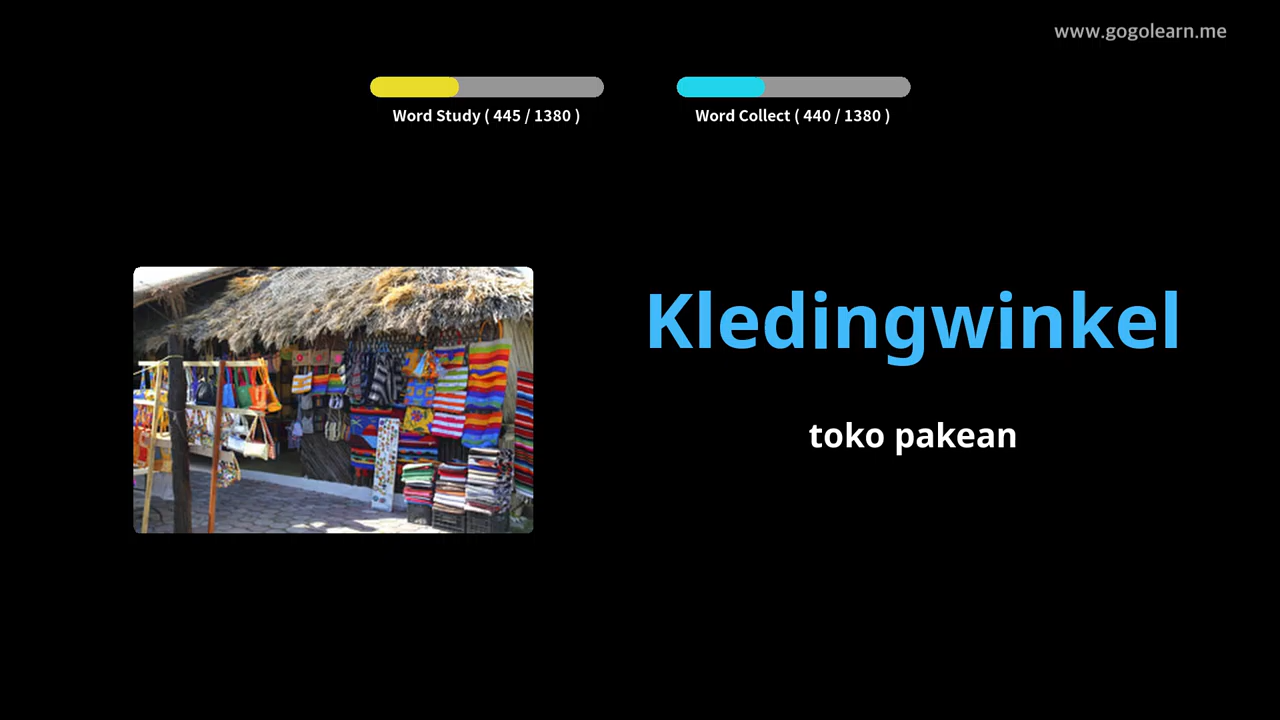 www.gogolearn.me
Word Study ( 445 / 1380 )
Word Collect ( 440 / 1380 )
Kledingwinkel
toko pakean